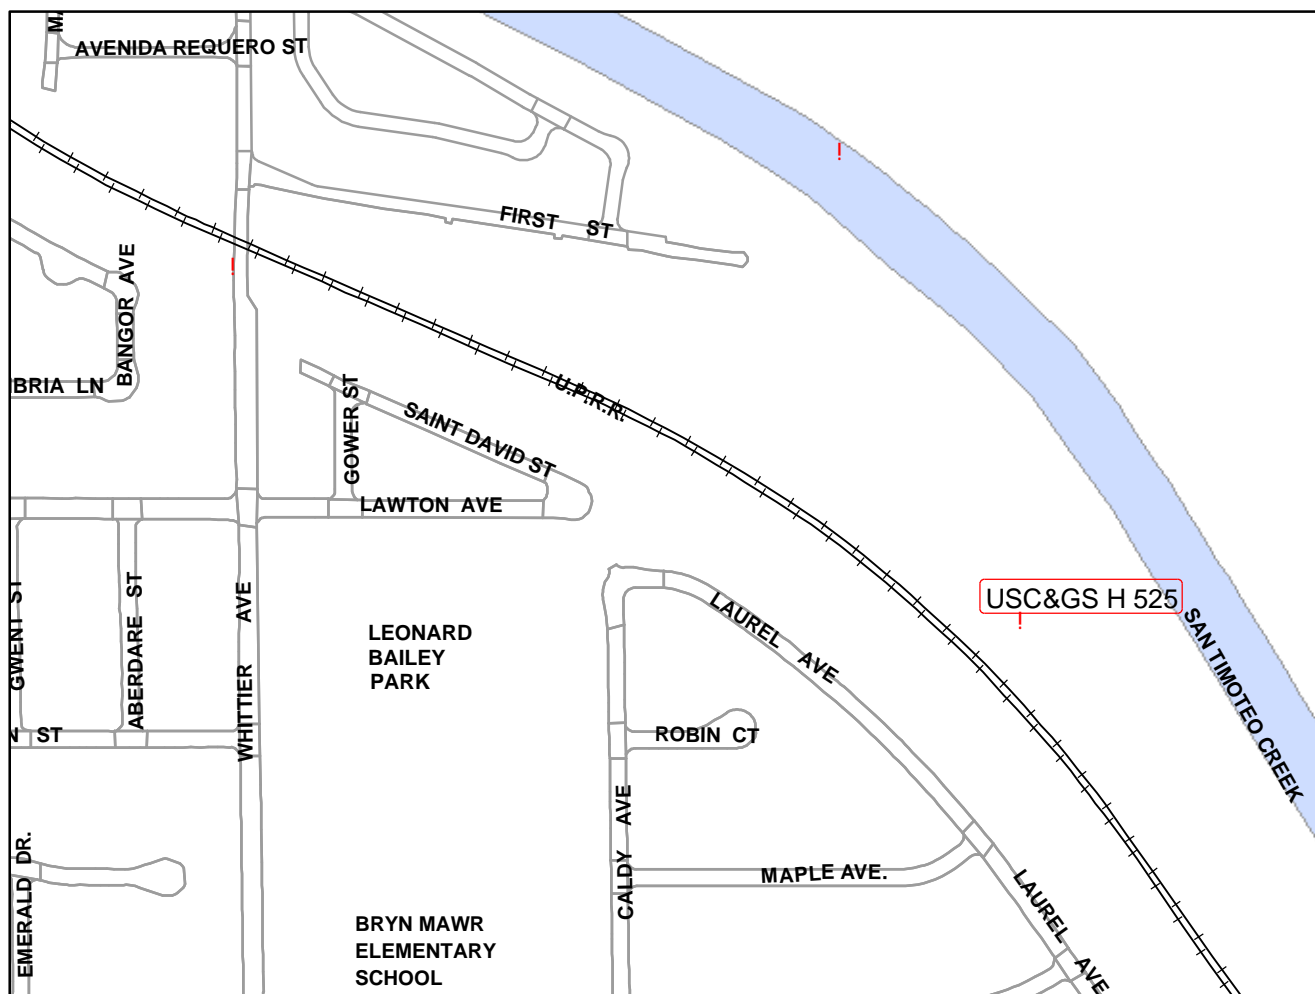 MA
AVENIDA REQUERO ST
FIRST ST
BANGOR AVE
BRIA LN
GOWER ST
SAINT DAVID ST
U.P.R.R.
LAWTON AVE
GWENT ST
ABERDARE ST
WHITTIER AVE
N ST
LEONARD
BAILEY
PARK
LAUREL AVE
USC&GS H 525
SAN TIMOTEO CREEK
ROBIN CT
CALDY AVE
MAPLE AVE.
LAUREL AVE
EMERALD DR.
BRYN MAWR
ELEMENTARY
SCHOOL
!
!
!